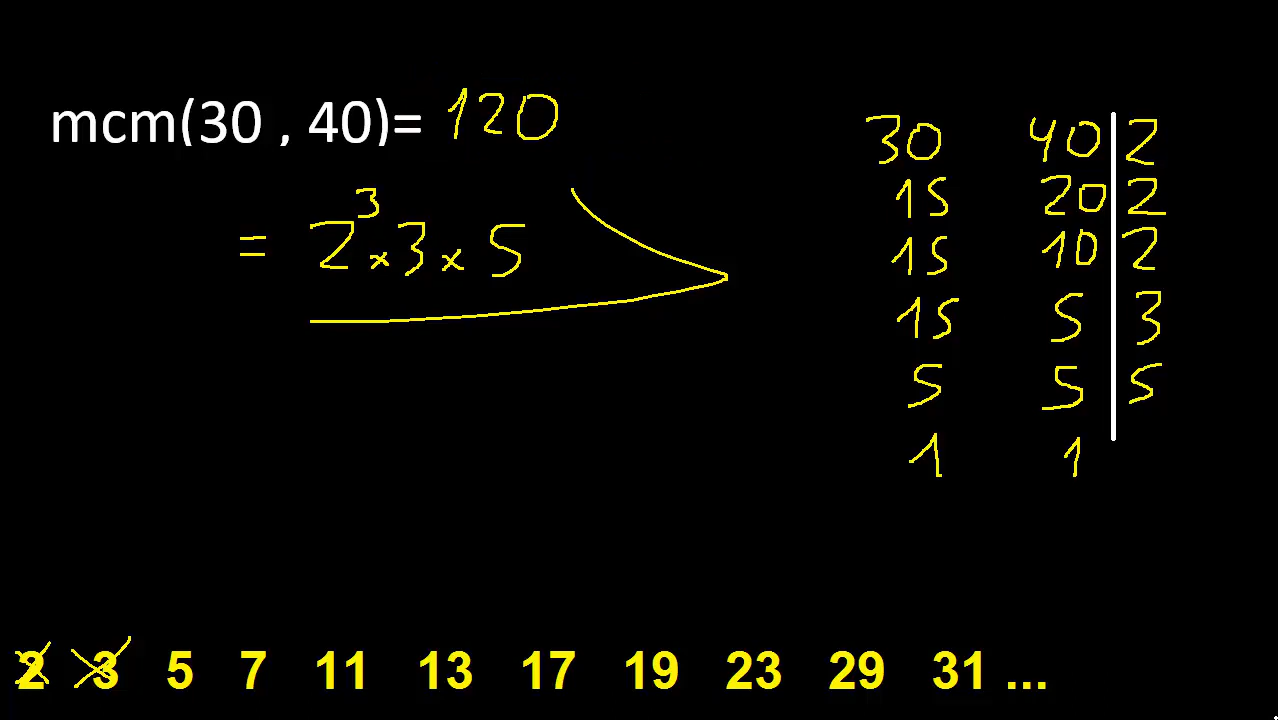 mcm(30 , 40)= 120
= 2³ × 3 × 5
30 40 | 2
15 20 | 2
15 10 | 2
15 5 | 3
5 5 | 5
1 1
2 3 5 7 11 13 17 19 23 29 31 ...